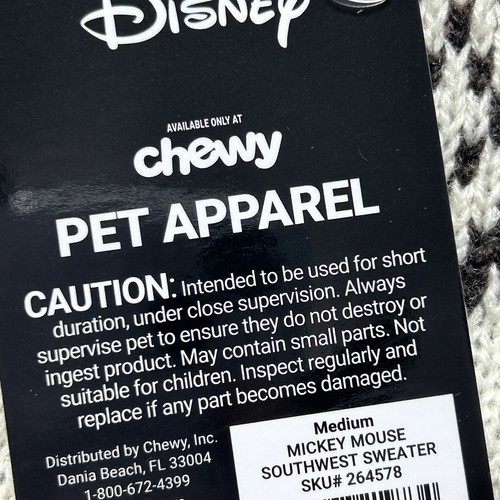 Disney
AVAILABLE ONLY AT
chewy
PET APPAREL
CAUTION: Intended to be used for short
duration, under close supervision. Always
supervise pet to ensure they do not destroy or
ingest product. May contain small parts. Not
suitable for children. Inspect regularly and
replace if any part becomes damaged.
Distributed by Chewy, Inc.
Dania Beach, FL 33004
1-800-672-4399
Medium
MICKEY MOUSE
SOUTHWEST SWEATER
SKU# 264578